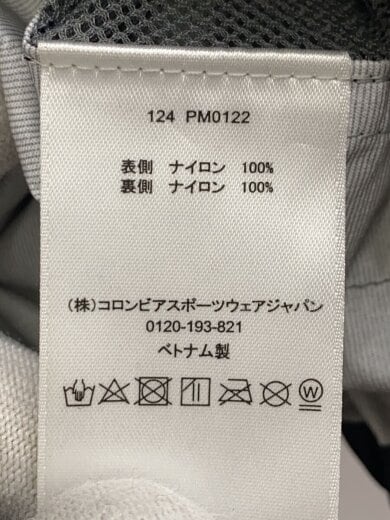 124 PM0122
表側 ナイロン 100%
裏側 ナイロン 100%
(株)コロンビアスポーツウェアジャパン
0120-193-821
ベトナム製
W